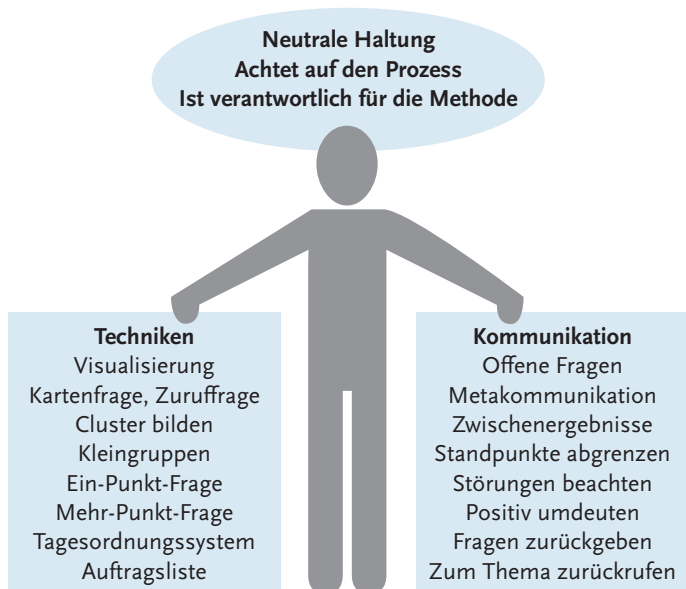 Neutrale Haltung
Achtet auf den Prozess
Ist verantwortlich für die Methode
Techniken
Visualisierung
Kartenfrage, Zuruffrage
Cluster bilden
Kleingruppen
Ein-Punkt-Frage
Mehr-Punkt-Frage
Tagesordnungssystem
Auftragsliste
Kommunikation
Offene Fragen
Metakommunikation
Zwischenergebnisse
Standpunkte abgrenzen
Störungen beachten
Positiv umdeuten
Fragen zurückgeben
Zum Thema zurückrufen